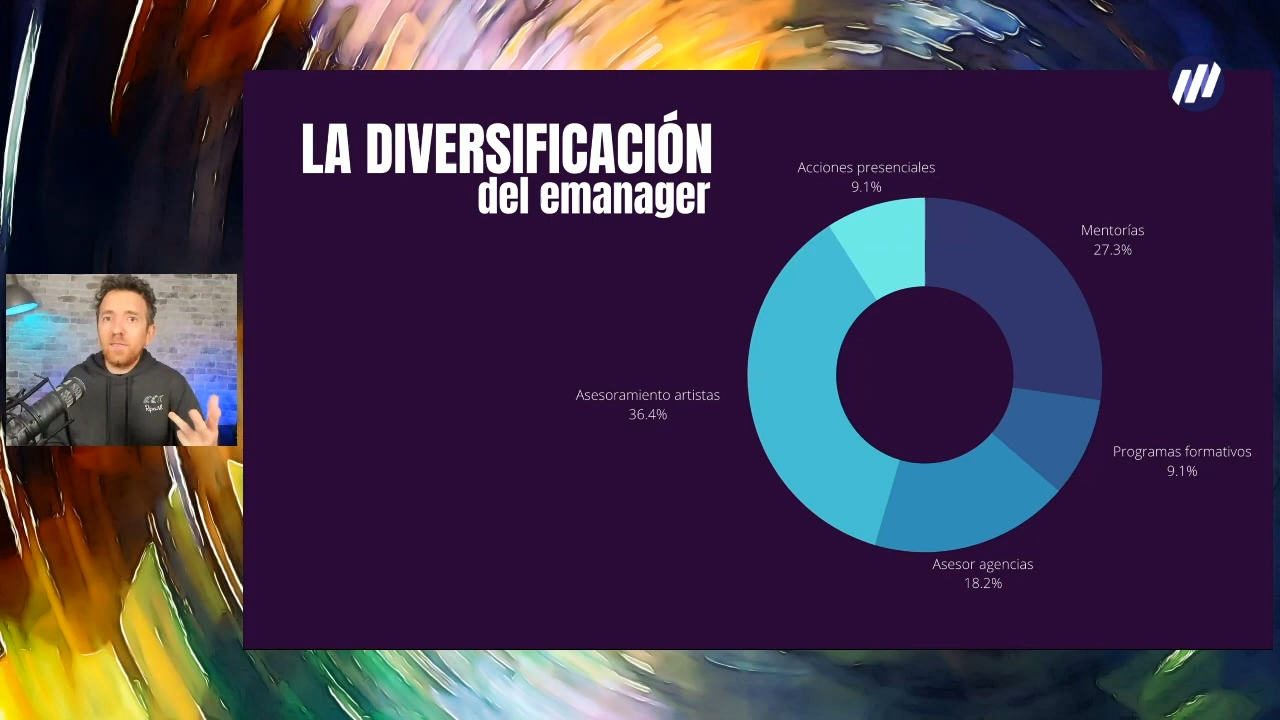 LA DIVERSIFICACIÓN
del emanager
Acciones presenciales
9.1%
Mentorías
27.3%
Asesoramiento artistas
36.4%
Programas formativos
9.1%
Asesor agencias
18.2%